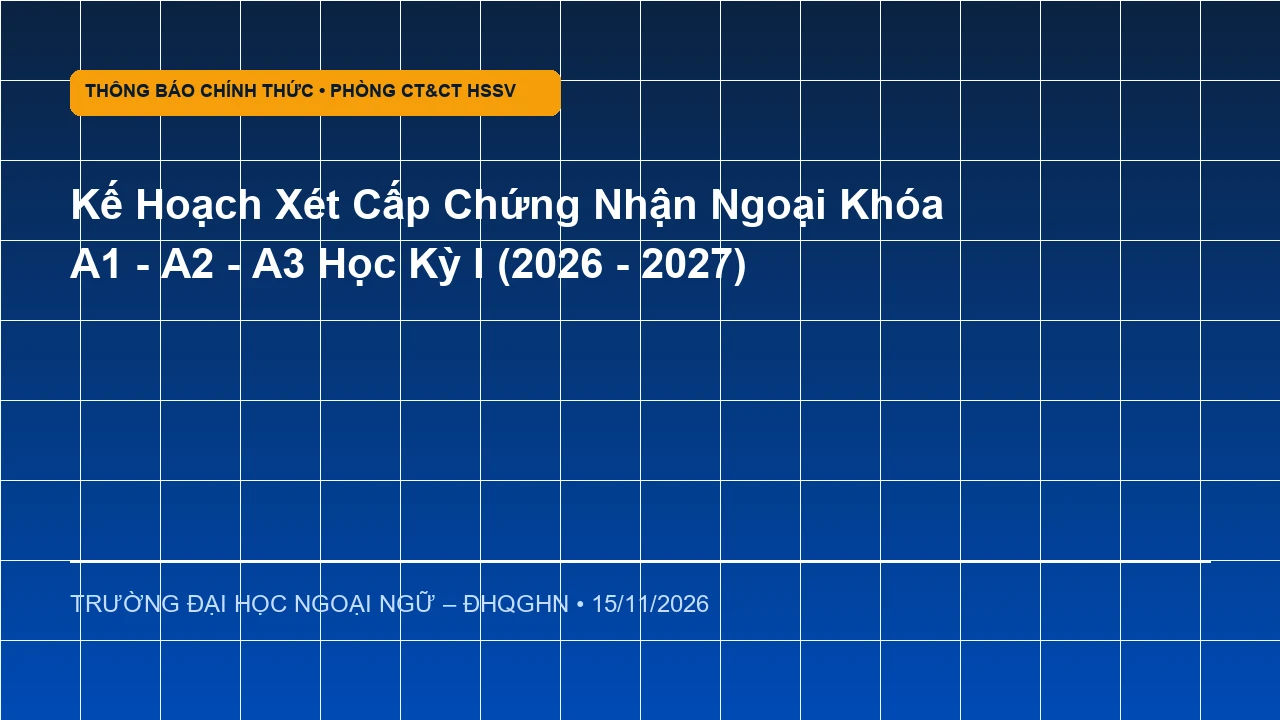 THÔNG BÁO CHÍNH THỨC • PHÒNG CT&CT HSSV
Kế Hoạch Xét Cấp Chứng Nhận Ngoại Khóa
A1 - A2 - A3 Học Kỳ I (2026 - 2027)
TRƯỜNG ĐẠI HỌC NGOẠI NGỮ – ĐHQGHN • 15/11/2026